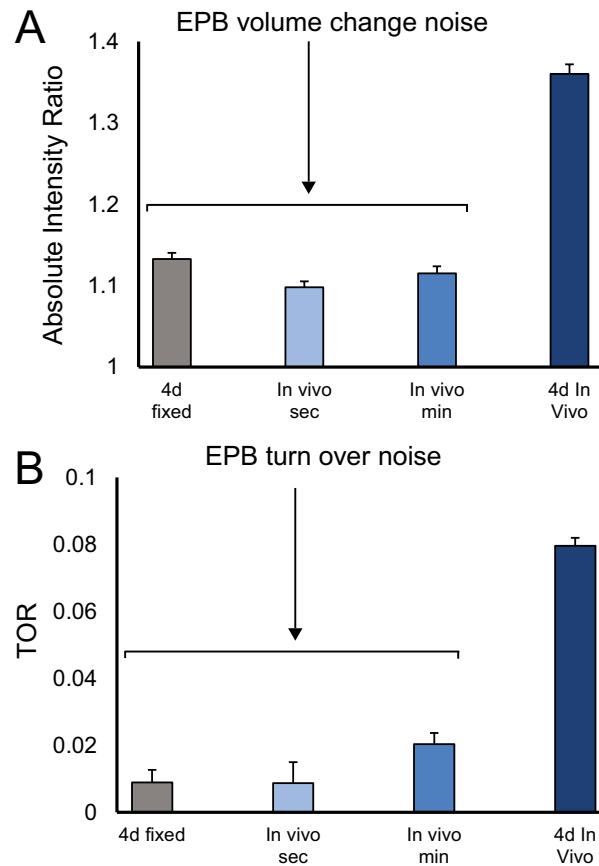 A
EPB volume change noise
Absolute Intensity Ratio
1.4
1.3
1.2
1.1
1
4d
fixed
In vivo
sec
In vivo
min
4d In
Vivo
B
EPB turn over noise
TOR
0.1
0.08
0.06
0.04
0.02
0
4d fixed
In vivo
sec
In vivo
min
4d In
Vivo